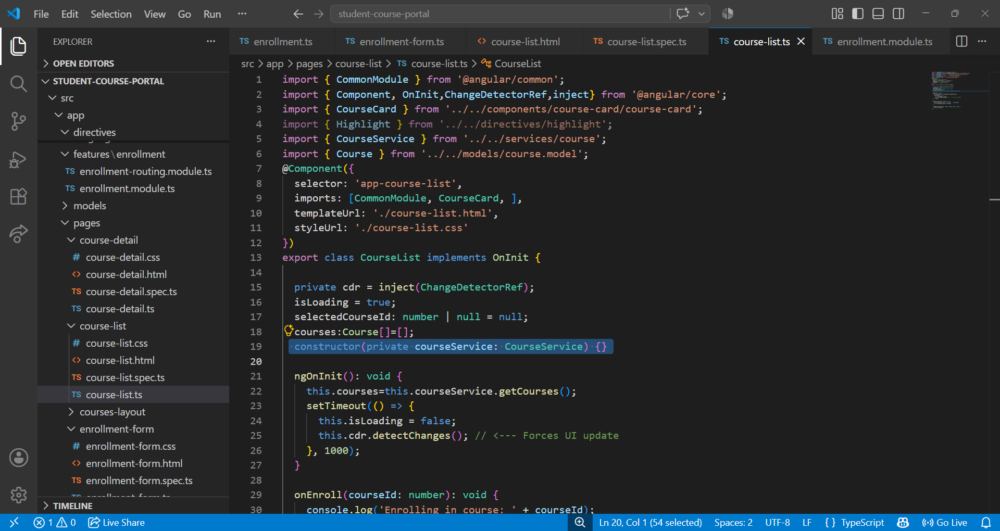 File Edit Selection View Go Run ··· student-course-portal
EXPLORER ···
OPEN EDITORS
STUDENT-COURSE-PORTAL
src
app
directives
features\enrollment
TS enrollment-routing.module.ts
TS enrollment.module.ts
models
pages
course-detail
# course-detail.css
<> course-detail.html
TS course-detail.spec.ts
TS course-detail.ts
course-list
# course-list.css
<> course-list.html
TS course-list.spec.ts
TS course-list.ts
courses-layout
enrollment-form
# enrollment-form.css
<> enrollment-form.html
TS enrollment-form.spec.ts
TIMELINE
TS enrollment.ts TS enrollment-form.ts <> course-list.html TS course-list.spec.ts TS course-list.ts TS enrollment.module.ts ···
src > app > pages > course-list > TS course-list.ts > CourseList
1 import { CommonModule } from '@angular/common';
2 import { Component, OnInit,ChangeDetectorRef,inject} from '@angular/core';
3 import { CourseCard } from '../../components/course-card/course-card';
4 import { Highlight } from '../../directives/highlight';
5 import { CourseService } from '../../services/course';
6 import { Course } from '../../models/course.model';
7 @Component({
8 selector: 'app-course-list',
9 imports: [CommonModule, CourseCard, ],
10 templateUrl: './course-list.html',
11 styleUrl: './course-list.css'
12 })
13 export class CourseList implements OnInit {
14
15 private cdr = inject(ChangeDetectorRef);
16 isLoading = true;
17 selectedCourseId: number | null = null;
18 courses:Course[]=[];
19 constructor(private courseService: CourseService) {}
20
21 ngOnInit(): void {
22 this.courses=this.courseService.getCourses();
23 setTimeout(() => {
24 this.isLoading = false;
25 this.cdr.detectChanges(); // <--- Forces UI update
26 }, 1000);
27 }
28
29 onEnroll(courseId: number): void {
30 console.log('Enrolling in course: ' + courseId);
1 0 Live Share Ln 20, Col 1 (54 selected) Spaces: 2 UTF-8 LF { } TypeScript Go Live